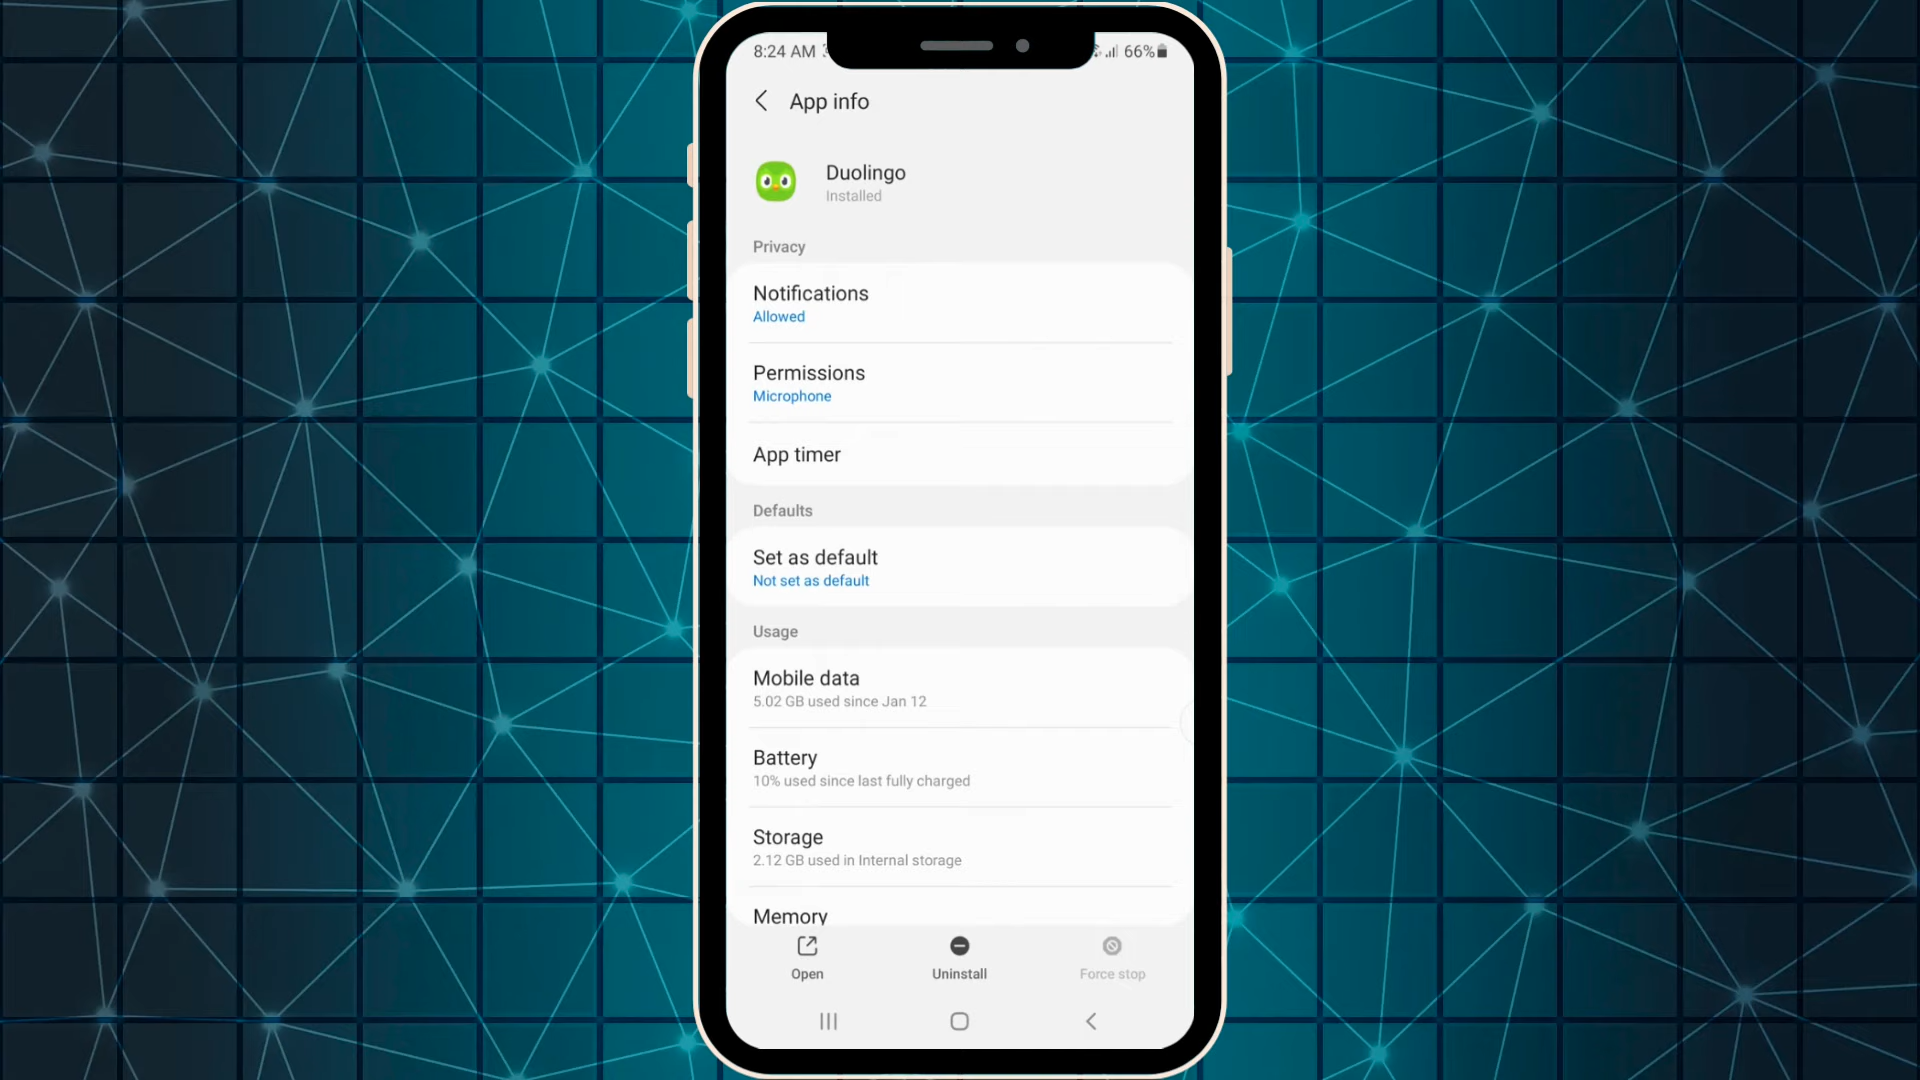 8:24 AM
66%
App info
Duolingo
Installed
Privacy
Notifications
Allowed
Permissions
Microphone
App timer
Defaults
Set as default
Not set as default
Usage
Mobile data
5.02 GB used since Jan 12
Battery
10% used since last fully charged
Storage
2.12 GB used in Internal storage
Memory
Open
Uninstall
Force stop